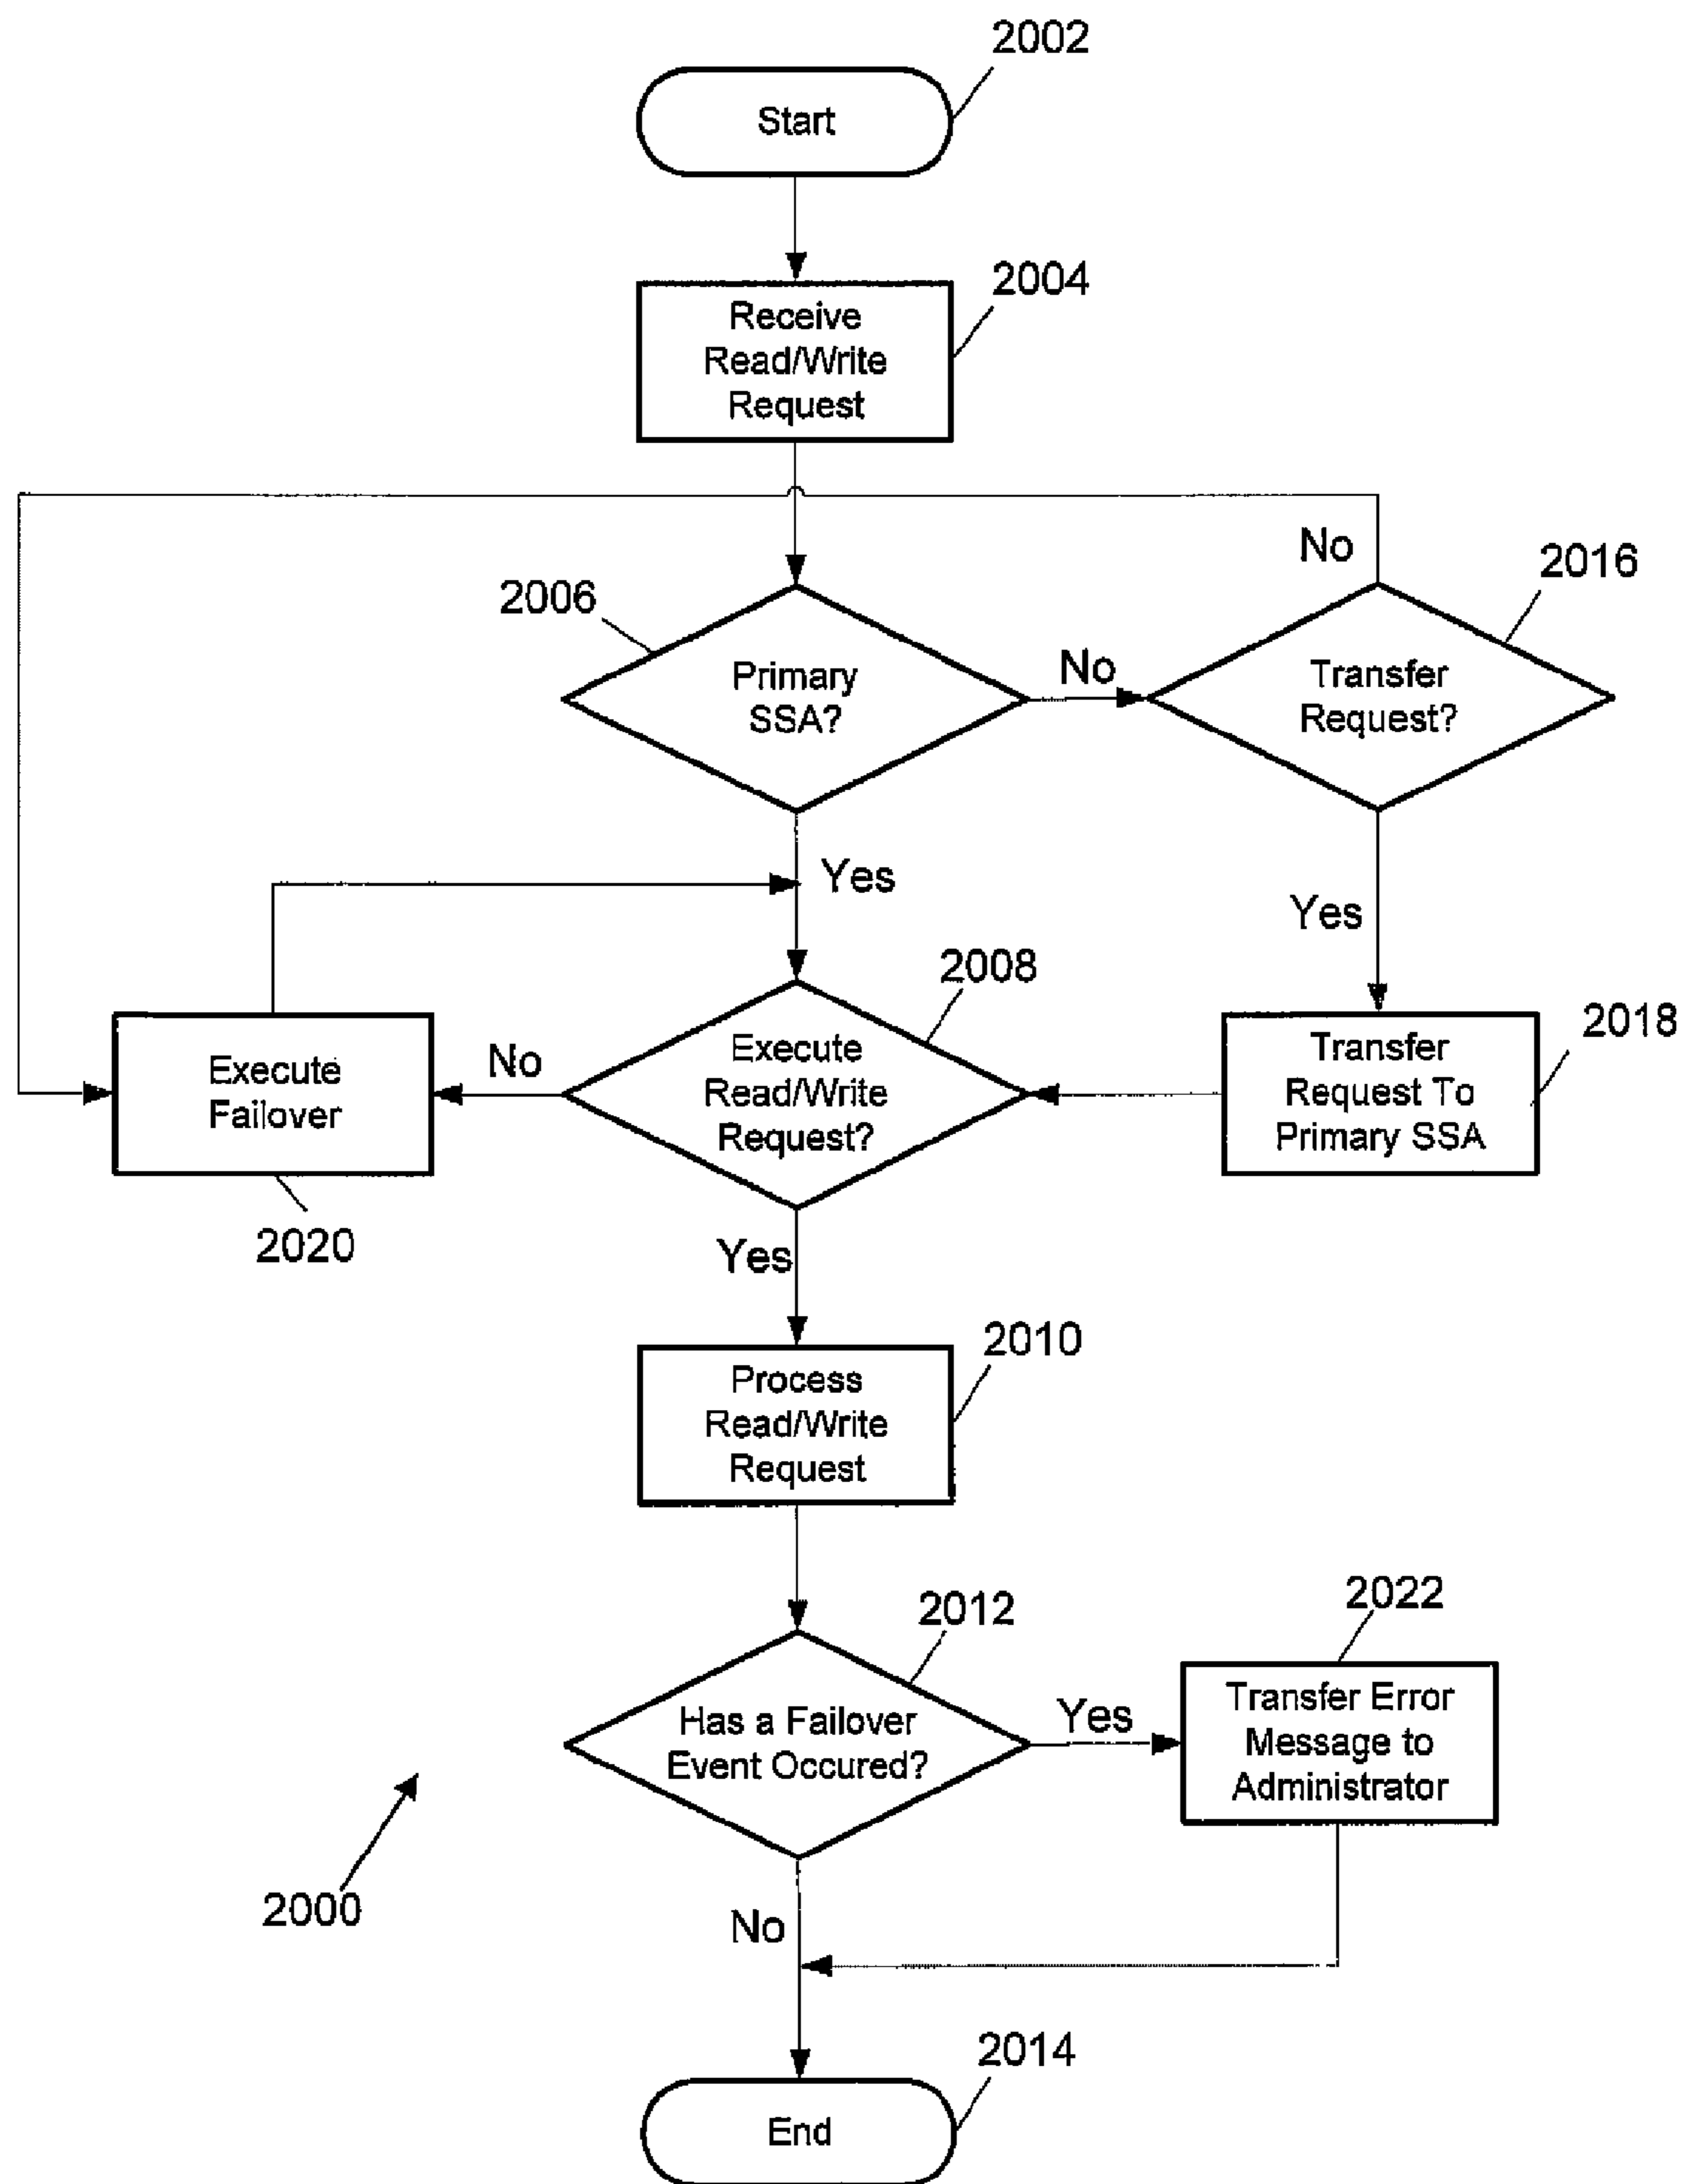 2002
Start
2004
Receive
Read/Write
Request
No
2016
2006
Primary
SSA?
No
Transfer
Request?
Yes
Yes
2008
2018
Execute
Failover
No
Execute
Read/Write
Request?
Transfer
Request To
Primary SSA
2020
Yes
2010
Process
Read/Write
Request
2012
2022
Has a Failover
Event Occured?
Yes
Transfer Error
Message to
Administrator
2000
No
2014
End